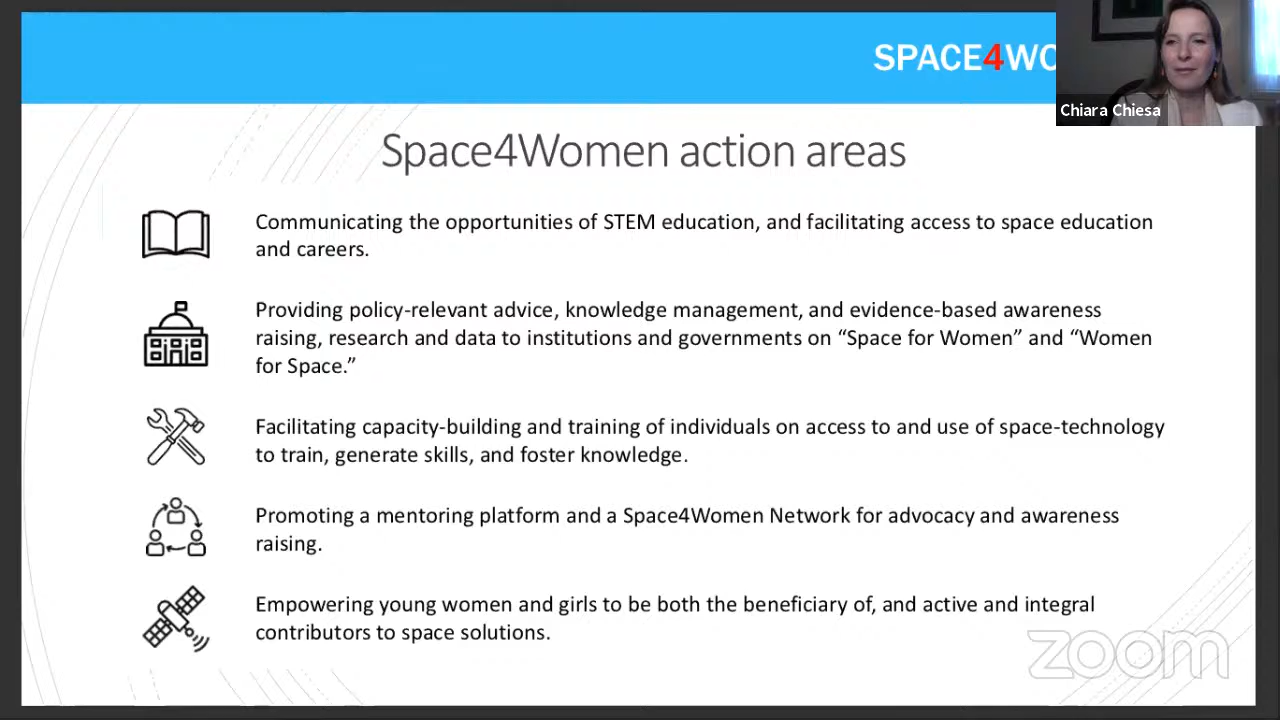 SPACE4WO
Chiara Chiesa
Space4Women action areas
Communicating the opportunities of STEM education, and facilitating access to space education
and careers.
Providing policy-relevant advice, knowledge management, and evidence-based awareness
raising, research and data to institutions and governments on “Space for Women” and “Women
for Space.”
Facilitating capacity-building and training of individuals on access to and use of space-technology
to train, generate skills, and foster knowledge.
Promoting a mentoring platform and a Space4Women Network for advocacy and awareness
raising.
Empowering young women and girls to be both the beneficiary of, and active and integral
contributors to space solutions.
zoom